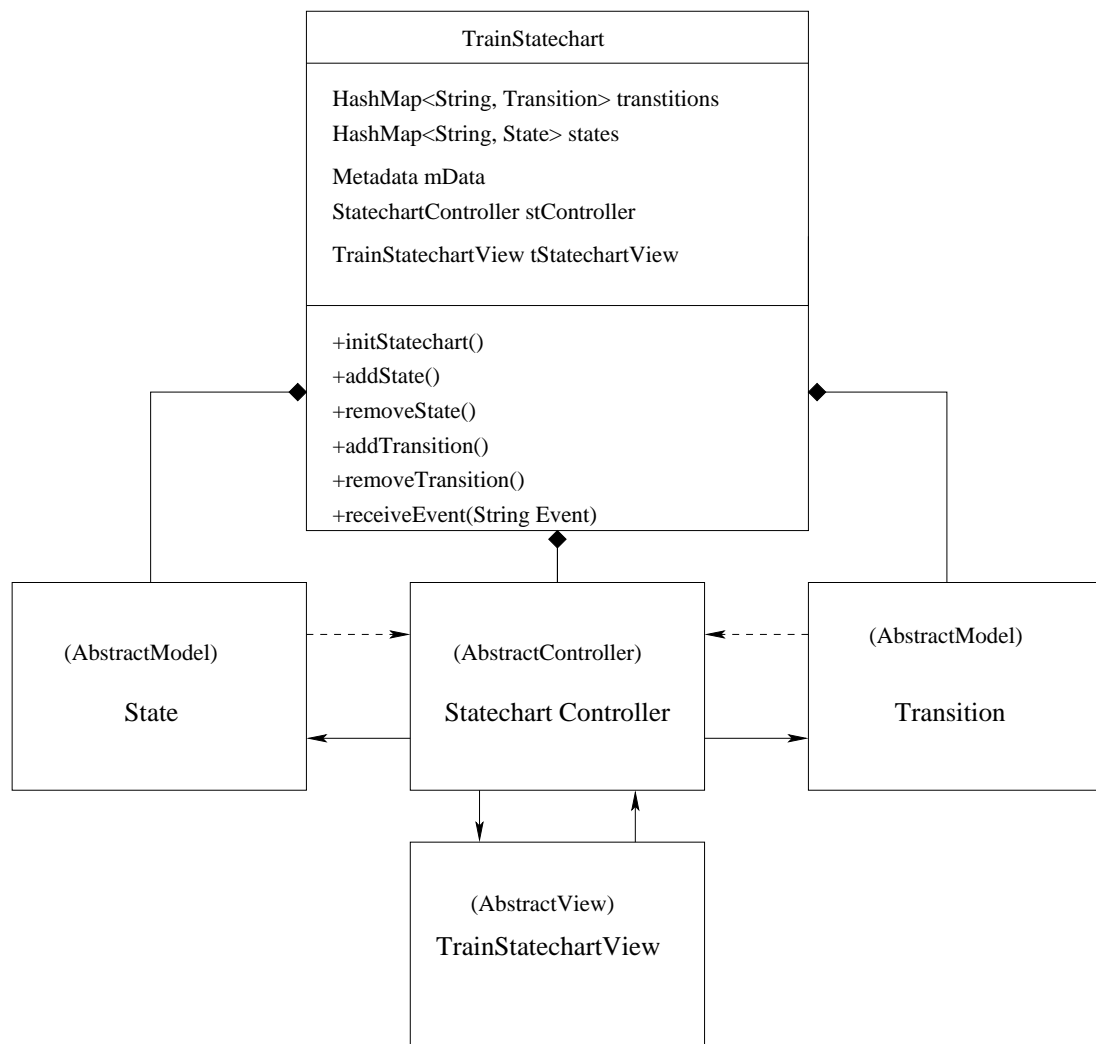 TrainStatechart
HashMap<String, Transition> transtitions
HashMap<String, State> states
Metadata mData
StatechartController stController
TrainStatechartView tStatechartView
+initStatechart()
+addState()
+removeState()
+addTransition()
+removeTransition()
+receiveEvent(String Event)
(AbstractModel)
State
(AbstractController)
Statechart Controller
(AbstractModel)
Transition
(AbstractView)
TrainStatechartView